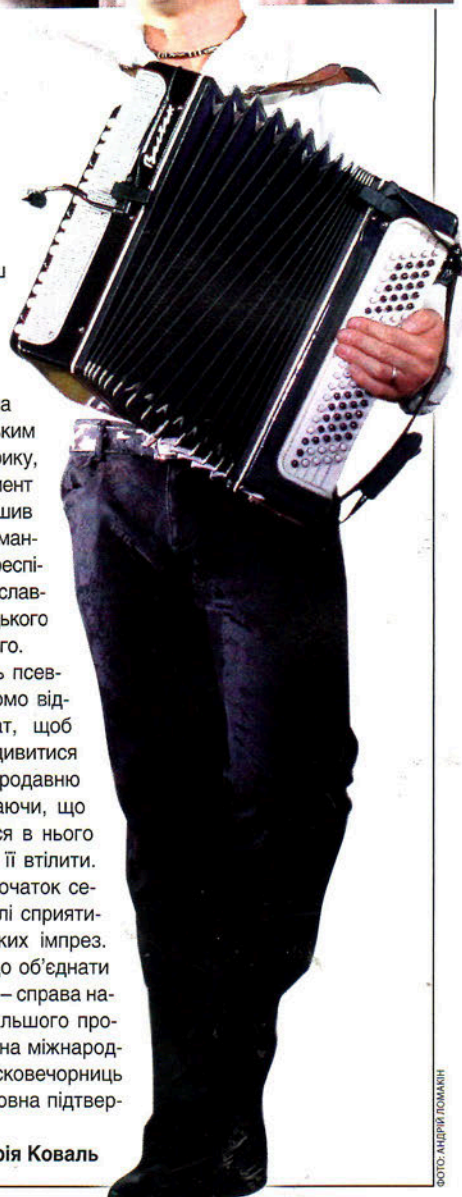 ш
а
ьким
рику,
мент
шив
ман-
респі-
слав-
цького
го.
ь псев-
омо від-
ат, щоб
дивитися
родавню
аючи, що
ся в нього
її втілити.
очаток се-
лі сприяти-
ких імпрез.
о об'єднати
– справа на-
льшого про-
на міжнарод-
сковечорниць
овна підтвер-
рія Коваль
ФОТО: АНДРІЙ ЛОМАКІН